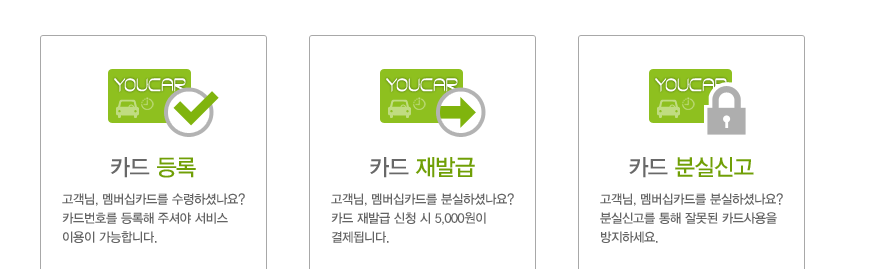 YOUCAR
카드 등록
고객님, 멤버십카드를 수령하셨나요?
카드번호를 등록해 주셔야 서비스
이용이 가능합니다.
YOUCAR
카드 재발급
고객님, 멤버십카드를 분실하셨나요?
카드 재발급 신청 시 5,000원이
결제됩니다.
YOUCAR
카드 분실신고
고객님, 멤버십카드를 분실하셨나요?
분실신고를 통해 잘못된 카드사용을
방지하세요.